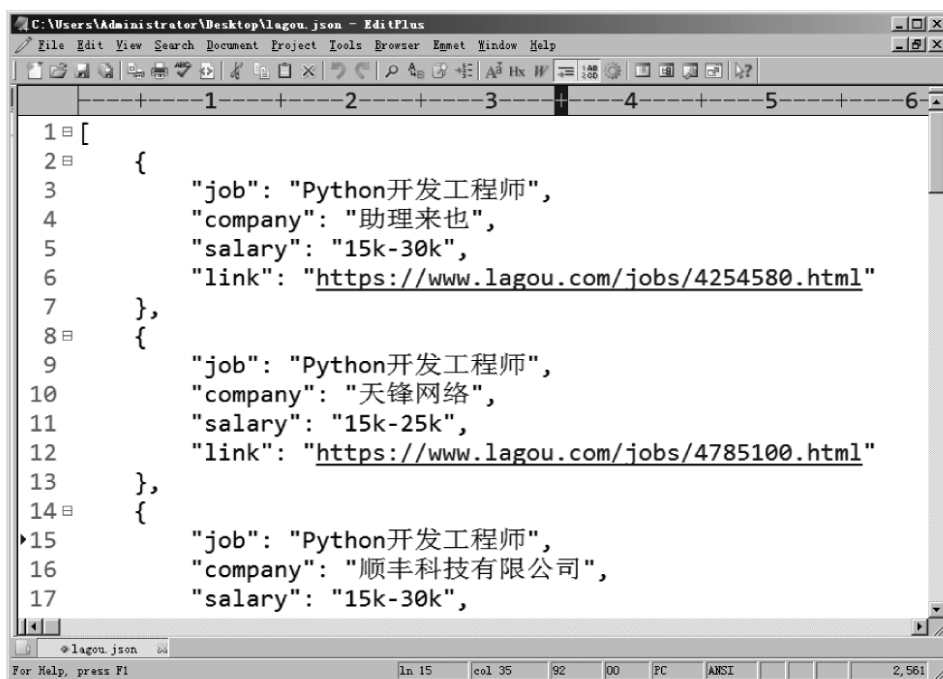 C:\Users\Administrator\Desktop\lagou.json - EditPlus
File Edit View Search Document Project Tools Browser Emmet Window Help
----+----1----+----2----+----3----+----4----+----5----+----6-
1 [
2 {
3 "job": "Python开发工程师",
4 "company": "助理来也",
5 "salary": "15k-30k",
6 "link": "https://www.lagou.com/jobs/4254580.html"
7 },
8 {
9 "job": "Python开发工程师",
10 "company": "天锋网络",
11 "salary": "15k-25k",
12 "link": "https://www.lagou.com/jobs/4785100.html"
13 },
14 {
15 "job": "Python开发工程师",
16 "company": "顺丰科技有限公司",
17 "salary": "15k-30k",
lagou.json
For Help, press F1 ln 15 col 35 92 00 PC ANSI 2,561